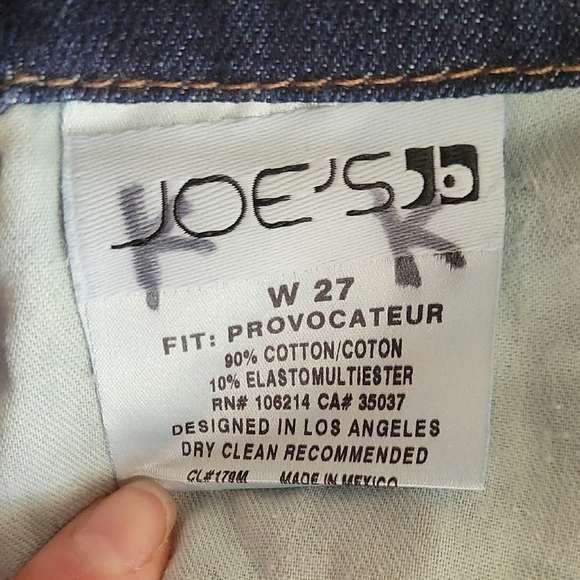 JOE'S
K K
W 27
FIT: PROVOCATEUR
90% COTTON/COTON
10% ELASTOMULTIESTER
RN# 106214 CA# 35037
DESIGNED IN LOS ANGELES
DRY CLEAN RECOMMENDED
CL#179M MADE IN MEXICO